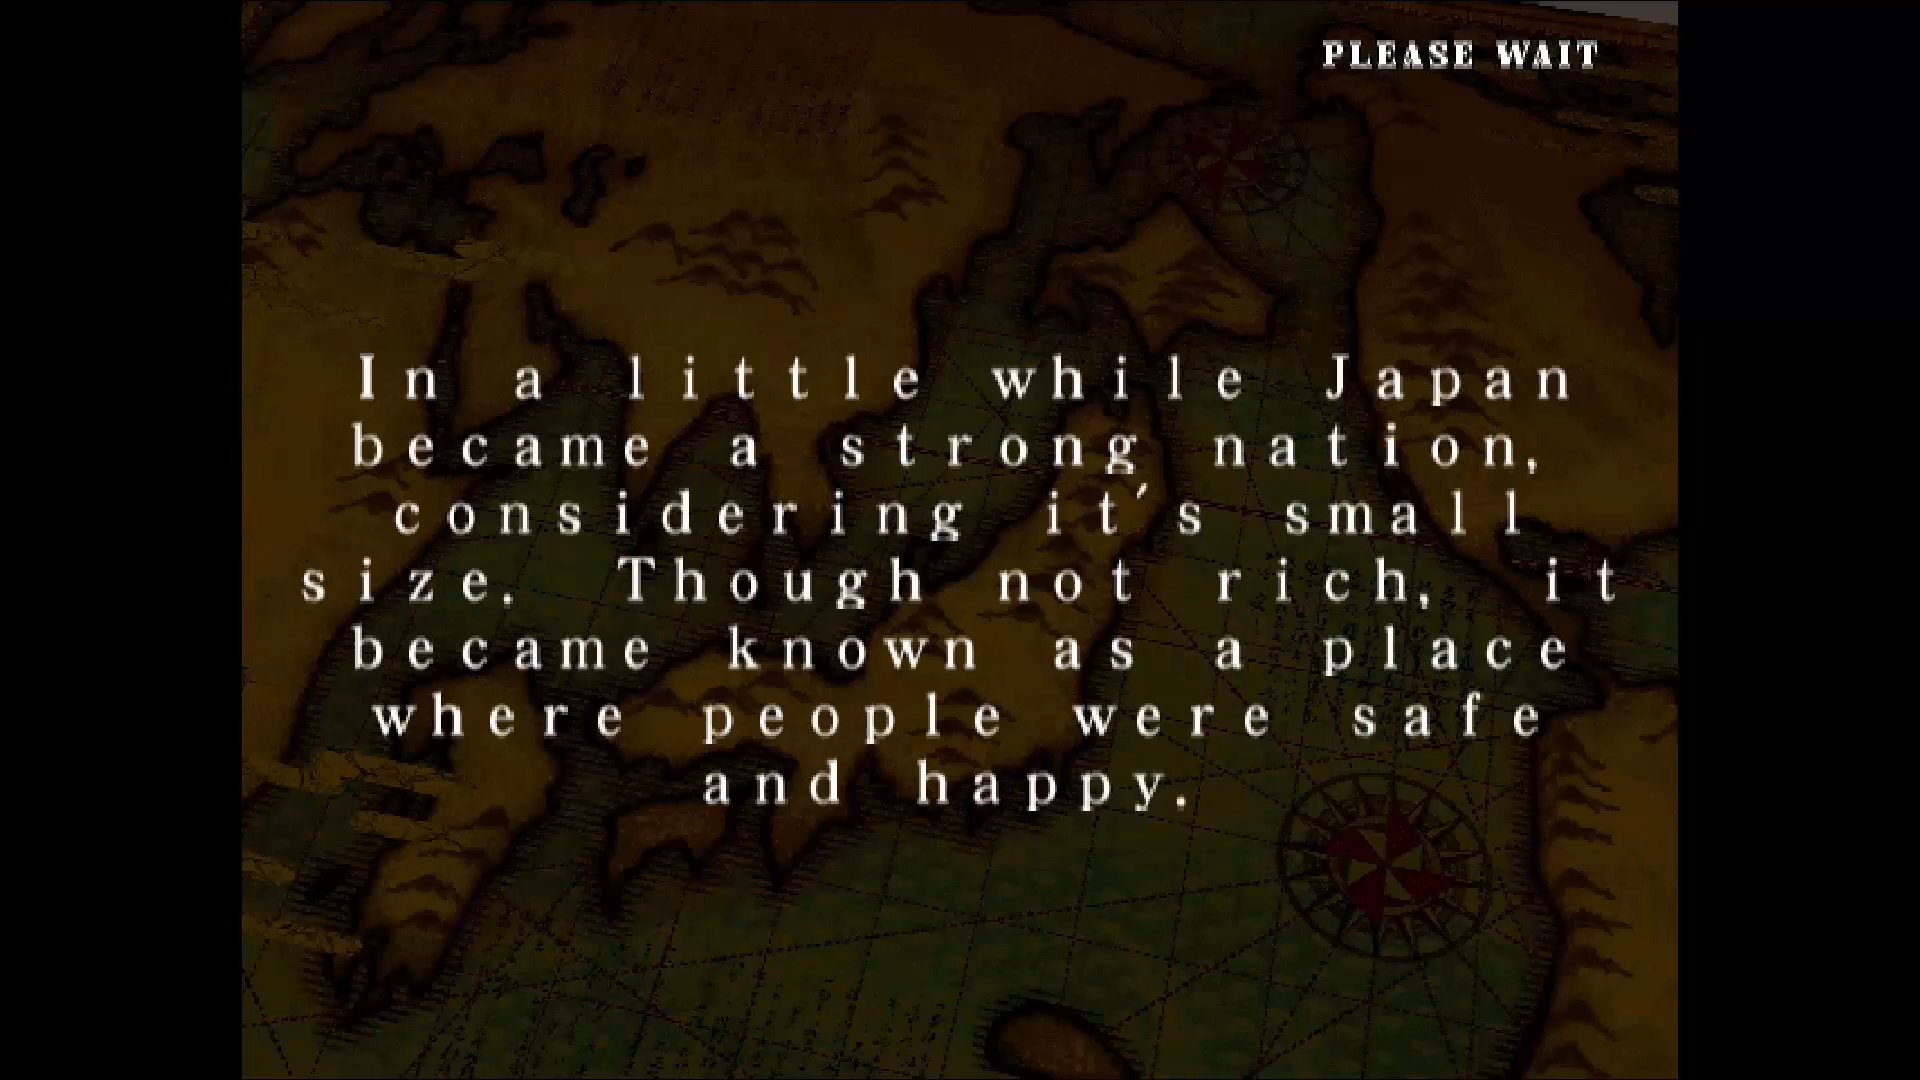 PLEASE WAIT
In a little while Japan
became a strong nation,
considering it's small
size. Though not rich, it
became known as a place
where people were safe
and happy.